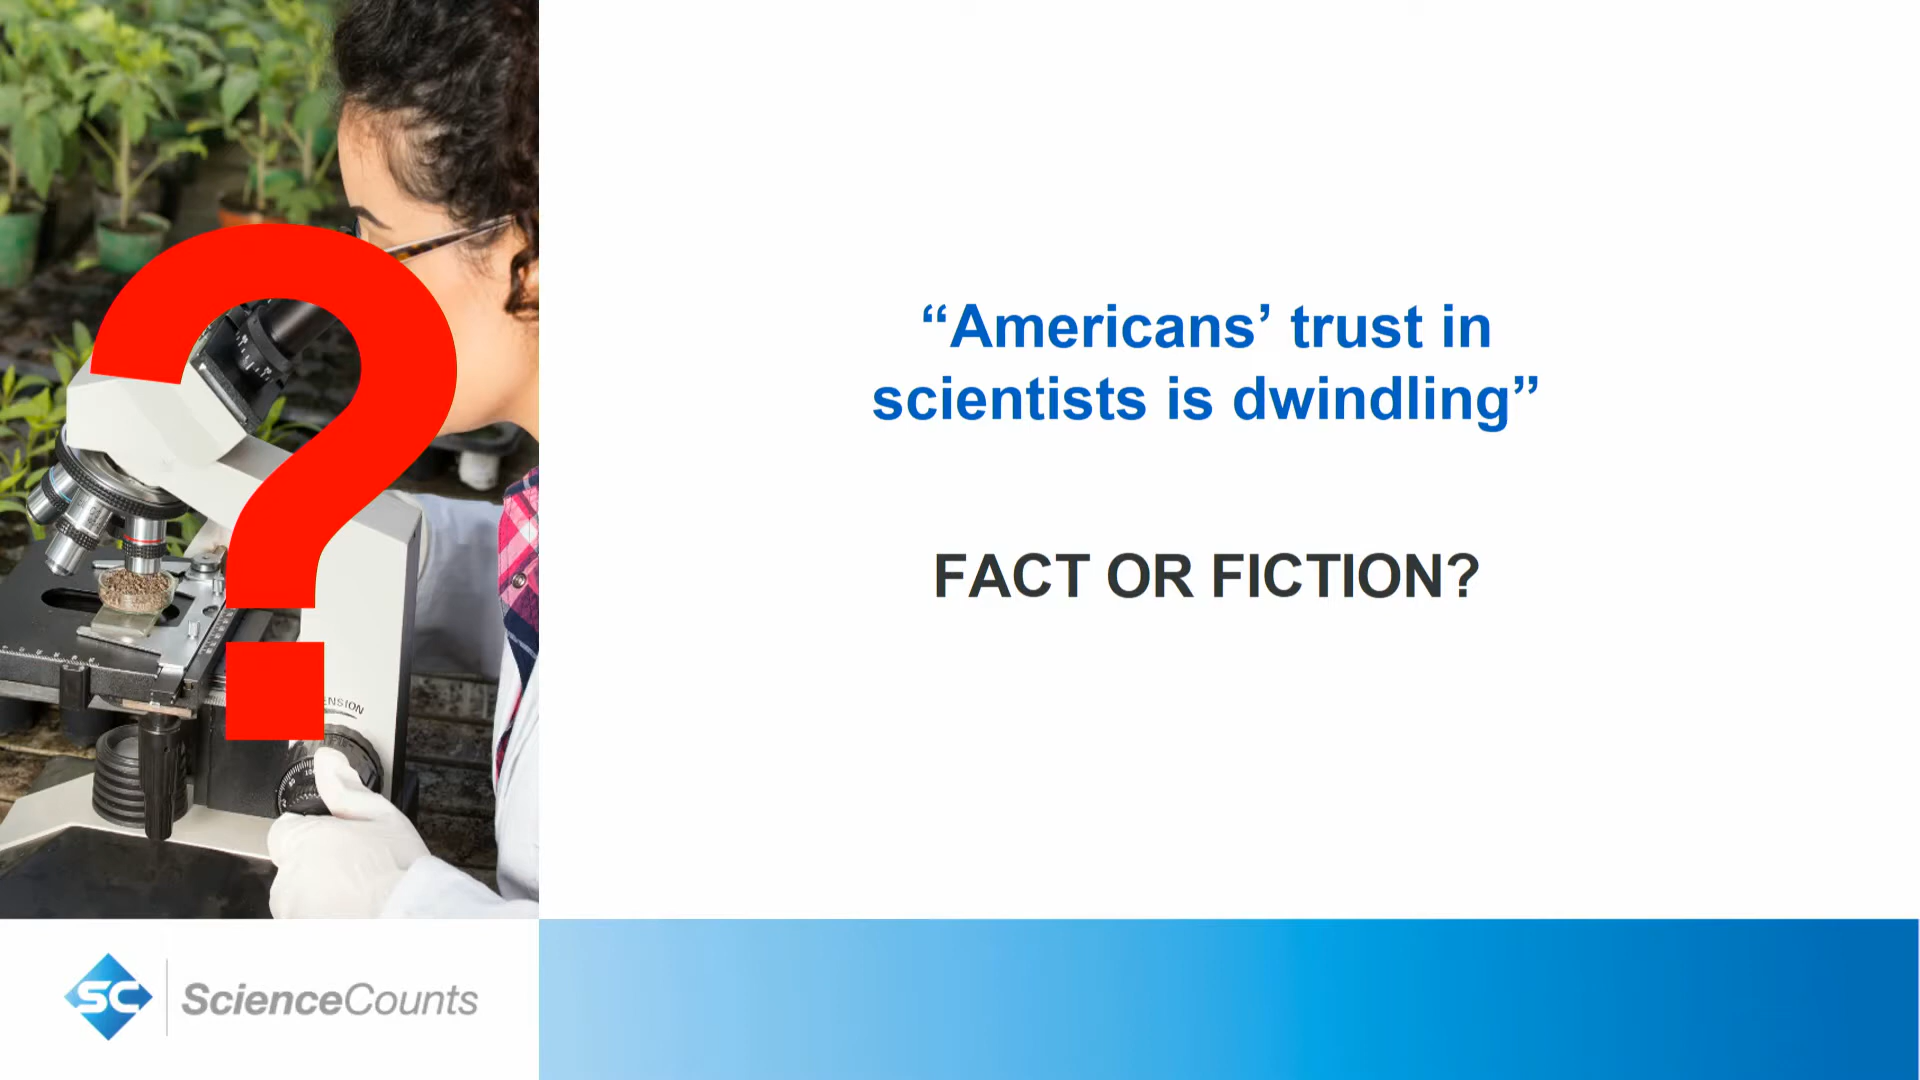 “Americans’ trust in
scientists is dwindling”
FACT OR FICTION?
SC
ScienceCounts